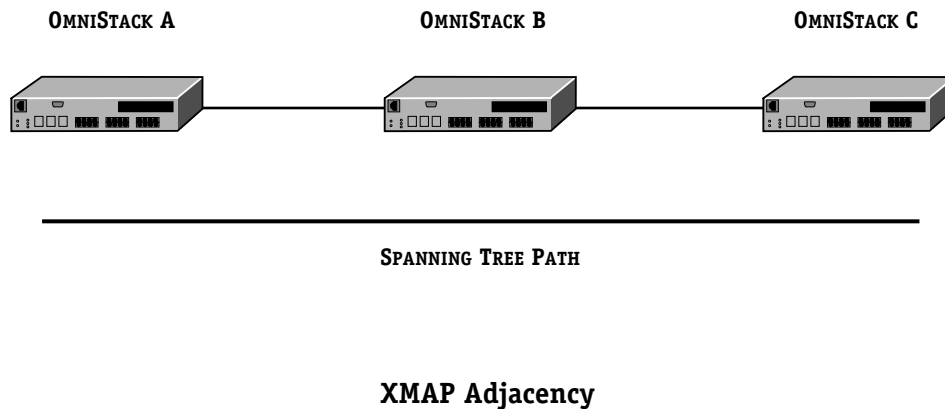 OMNISTACK A
OMNISTACK B
OMNISTACK C
SPANNING TREE PATH
XMAP Adjacency